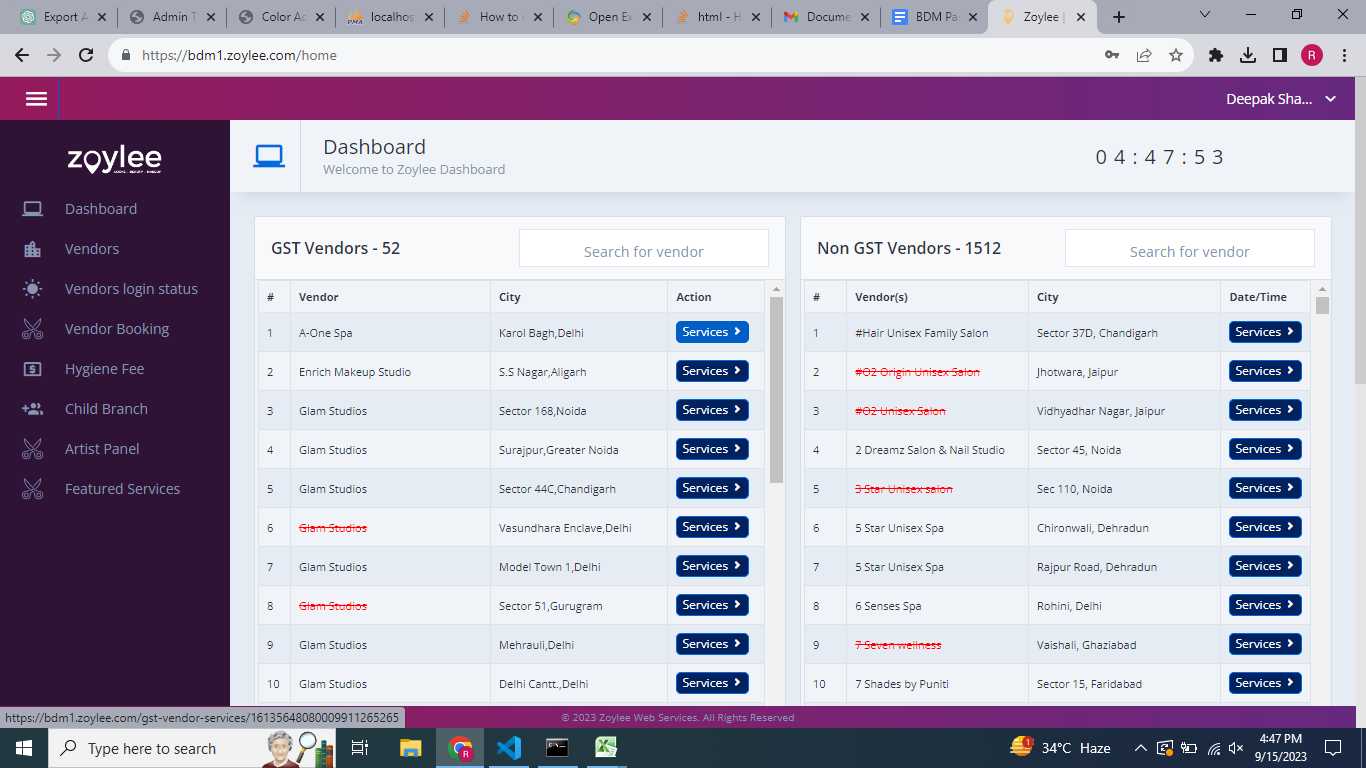 Export A
Admin T
Color Ac
localhos
How to
Open Ex
html - H
Docume
BDM Pa
Zoylee |
https://bdm1.zoylee.com/home
R
Deepak Sha...
zoylee
Dashboard
Vendors
Vendors login status
Vendor Booking
Hygiene Fee
Child Branch
Artist Panel
Featured Services
Dashboard
Welcome to Zoylee Dashboard
04:47:53
GST Vendors - 52
Search for vendor
# Vendor City Action
1 A-One Spa Karol Bagh,Delhi Services
2 Enrich Makeup Studio S.S Nagar,Aligarh Services
3 Glam Studios Sector 168,Noida Services
4 Glam Studios Surajpur,Greater Noida Services
5 Glam Studios Sector 44C,Chandigarh Services
6 Glam Studios Vasundhara Enclave,Delhi Services
7 Glam Studios Model Town 1,Delhi Services
8 Glam Studios Sector 51,Gurugram Services
9 Glam Studios Mehrauli,Delhi Services
10 Glam Studios Delhi Cantt.,Delhi Services
Non GST Vendors - 1512
Search for vendor
# Vendor(s) City Date/Time
1 #Hair Unisex Family Salon Sector 37D, Chandigarh Services
2 #O2 Origin Unisex Salon Jhotwara, Jaipur Services
3 #O2 Unisex Salon Vidhyadhar Nagar, Jaipur Services
4 2 Dreamz Salon & Nail Studio Sector 45, Noida Services
5 3 Star Unisex salon Sec 110, Noida Services
6 5 Star Unisex Spa Chironwali, Dehradun Services
7 5 Star Unisex Spa Rajpur Road, Dehradun Services
8 6 Senses Spa Rohini, Delhi Services
9 7 Seven wellness Vaishali, Ghaziabad Services
10 7 Shades by Puniti Sector 15, Faridabad Services
https://bdm1.zoylee.com/gst-vendor-services/16135648080009911265265
© 2023 Zoylee Web Services. All Rights Reserved
Type here to search
34°C Haze
4:47 PM
9/15/2023